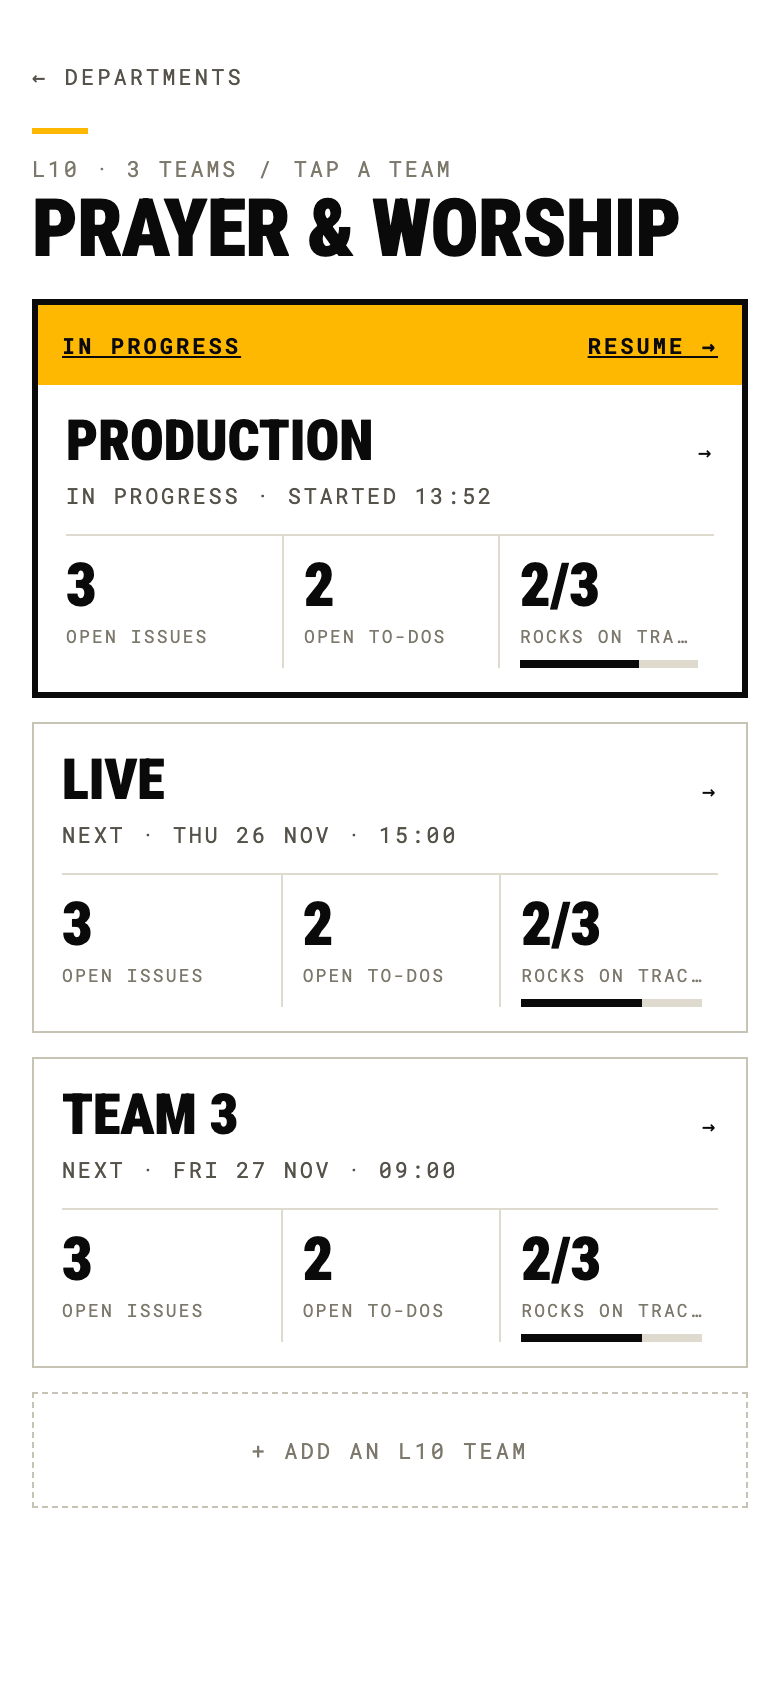 ← DEPARTMENTS
L10 · 3 TEAMS / TAP A TEAM
PRAYER & WORSHIP
IN PROGRESS RESUME →
PRODUCTION →
IN PROGRESS · STARTED 13:52
3 2 2/3
OPEN ISSUES OPEN TO-DOS ROCKS ON TRA…
LIVE →
NEXT · THU 26 NOV · 15:00
3 2 2/3
OPEN ISSUES OPEN TO-DOS ROCKS ON TRAC…
TEAM 3 →
NEXT · FRI 27 NOV · 09:00
3 2 2/3
OPEN ISSUES OPEN TO-DOS ROCKS ON TRAC…
+ ADD AN L10 TEAM